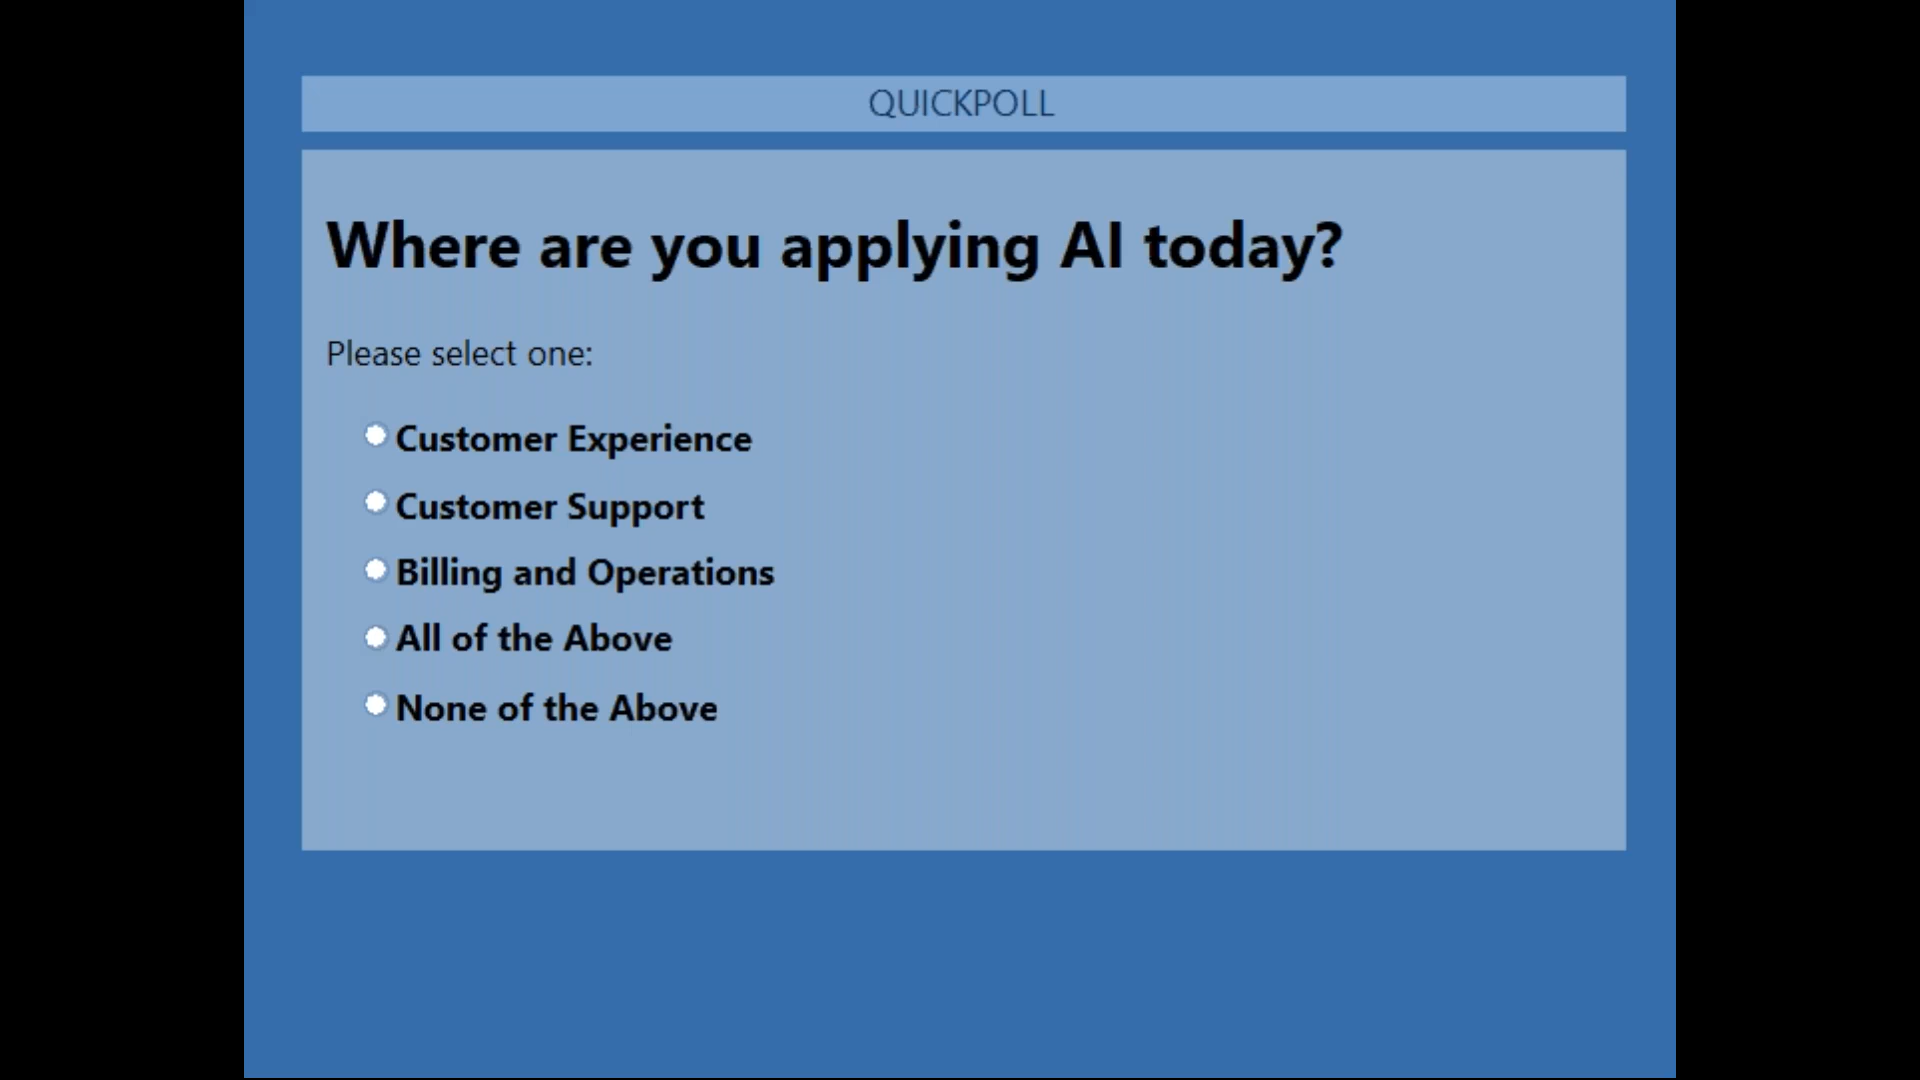 QUICKPOLL
Where are you applying AI today?
Please select one:
Customer Experience
Customer Support
Billing and Operations
All of the Above
None of the Above